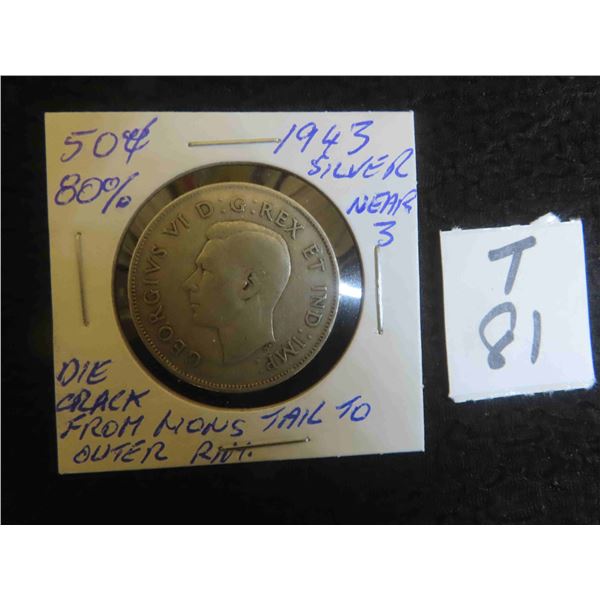 50¢ 1943
80% SILVER
NEAR
3
GEORGIVS VI D:G:REX ET IND:IMP:
DIE
CRACK
FROM MONS TAIL TO
OUTER RIM.
T
81